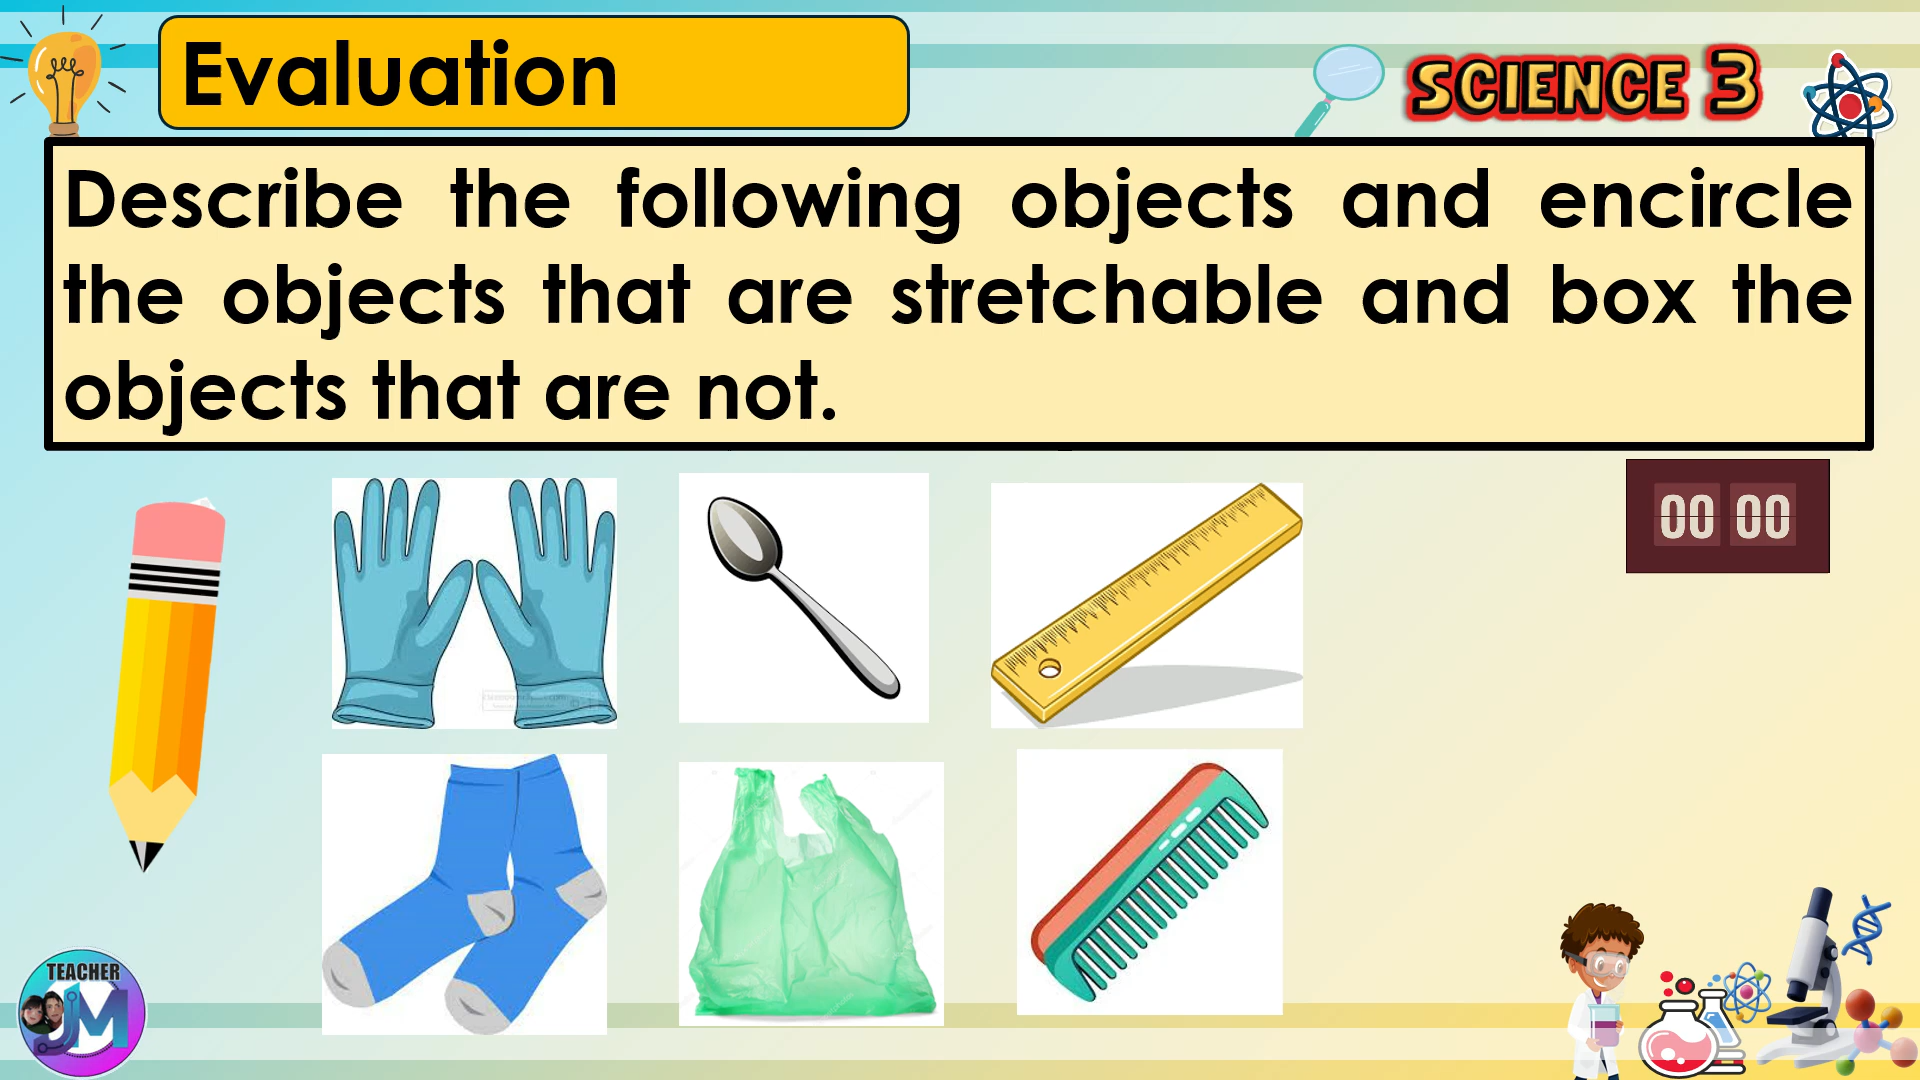 Evaluation
SCIENCE 3
Describe the following objects and encircle
the objects that are stretchable and box the
objects that are not.
00 00
TEACHER
JM